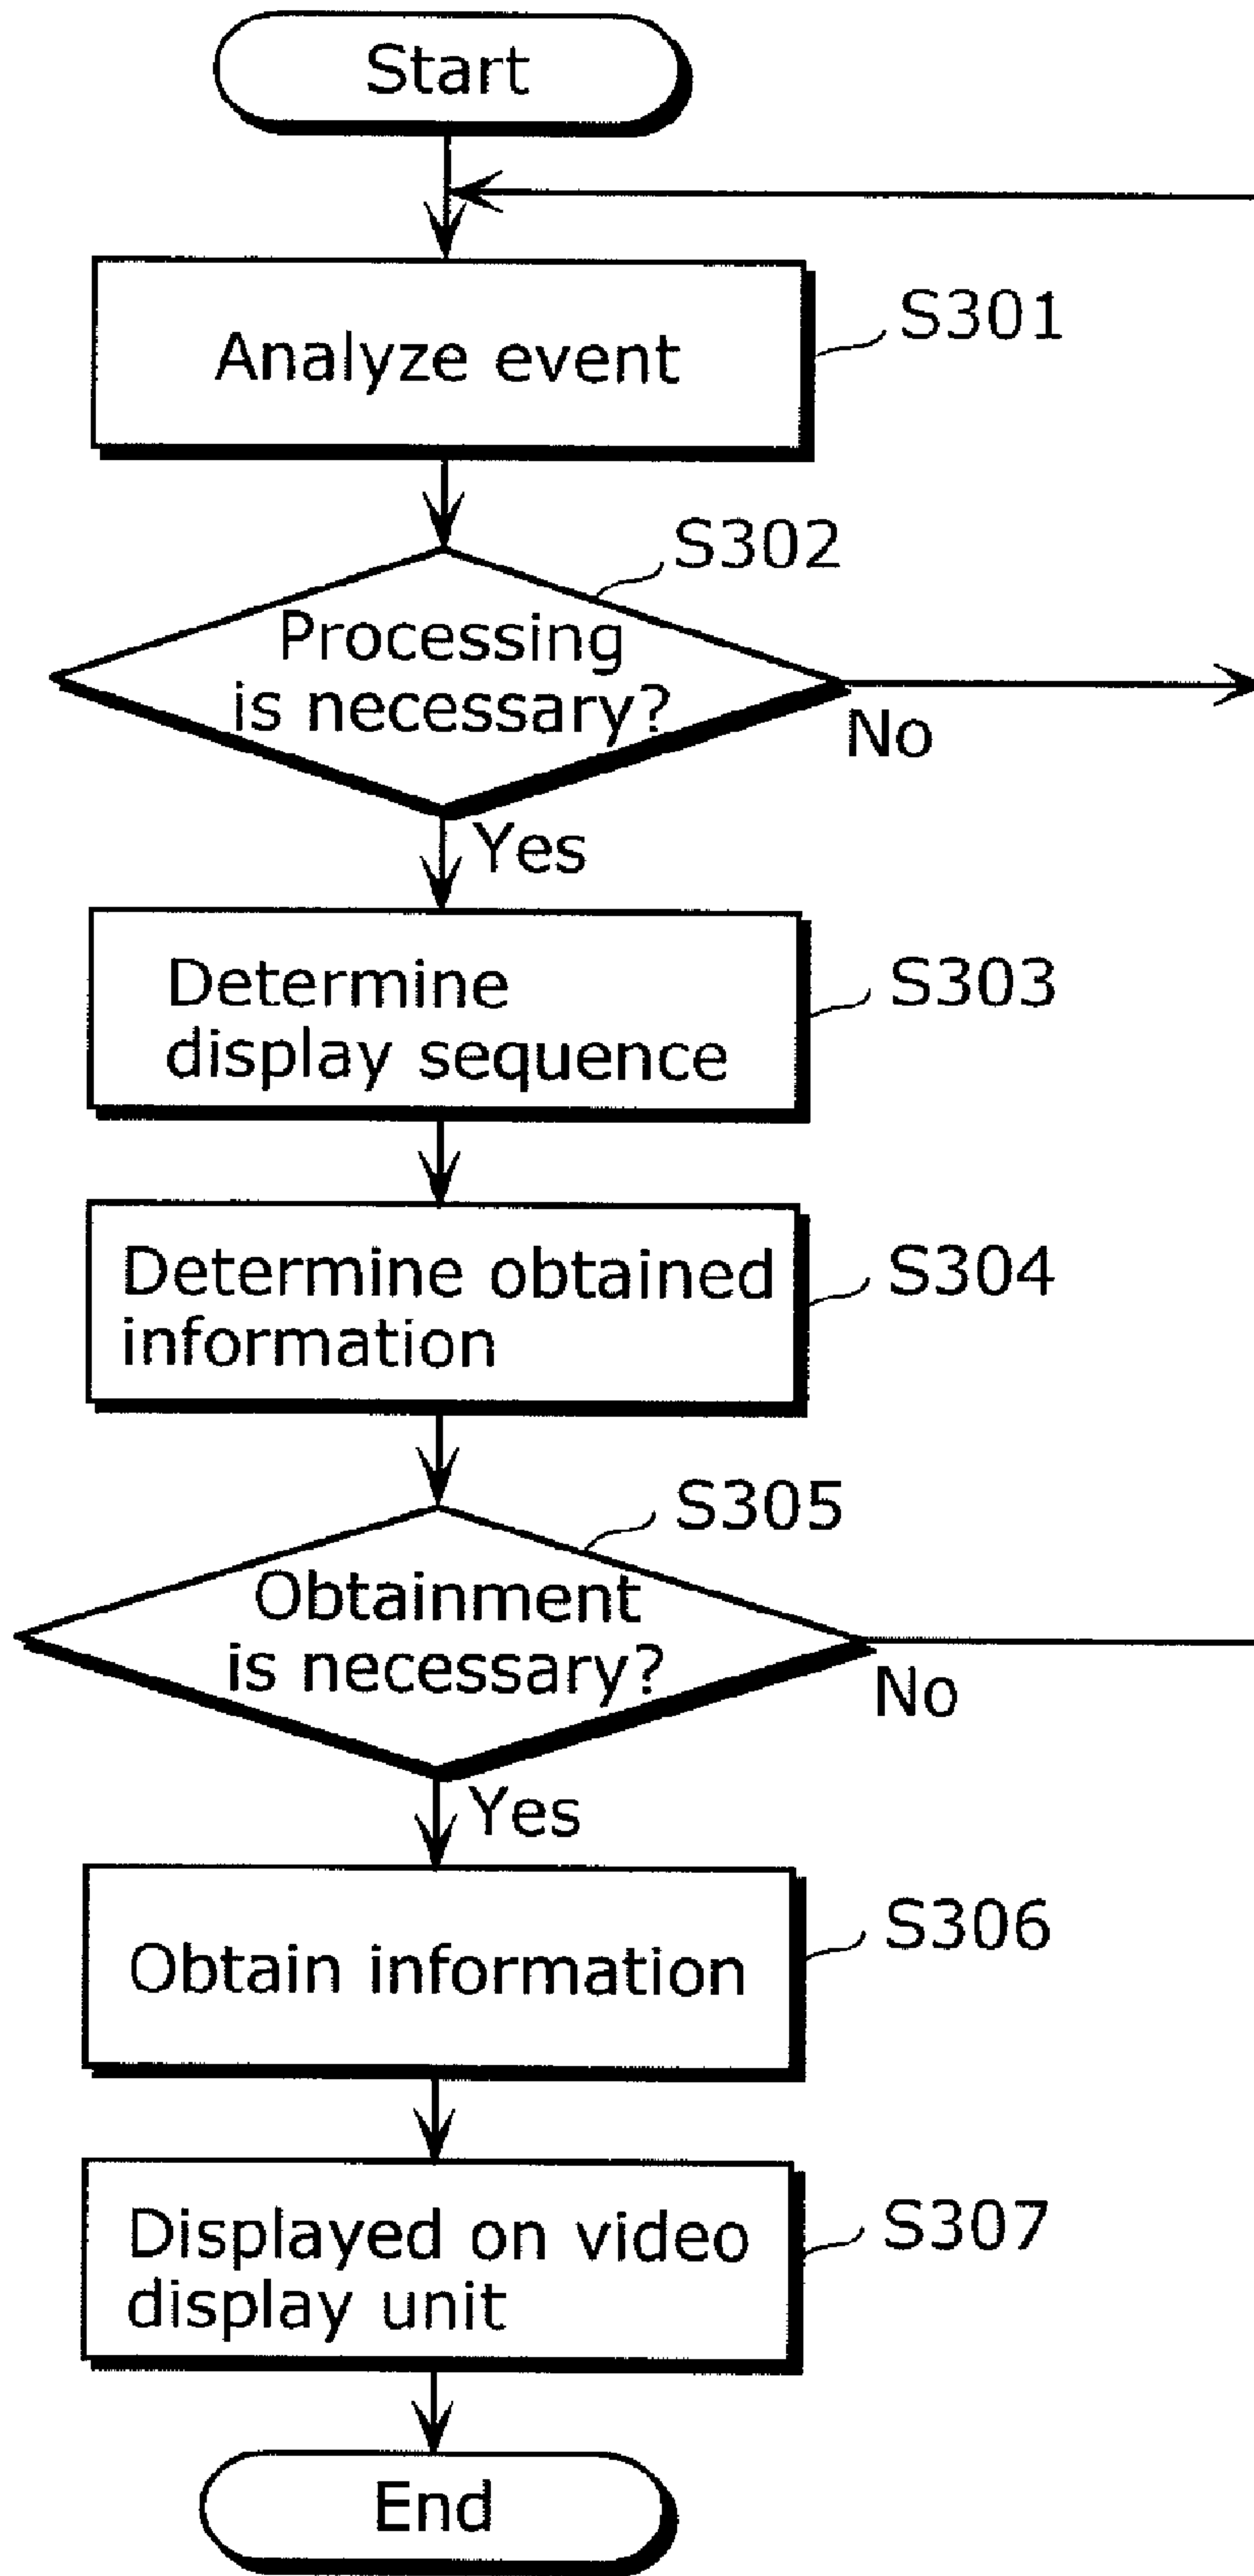 Start
Analyze event
S301
S302
Processing
is necessary?
No
Yes
Determine
display sequence
S303
Determine obtained
information
S304
S305
Obtainment
is necessary?
No
Yes
Obtain information
S306
Displayed on video
display unit
S307
End